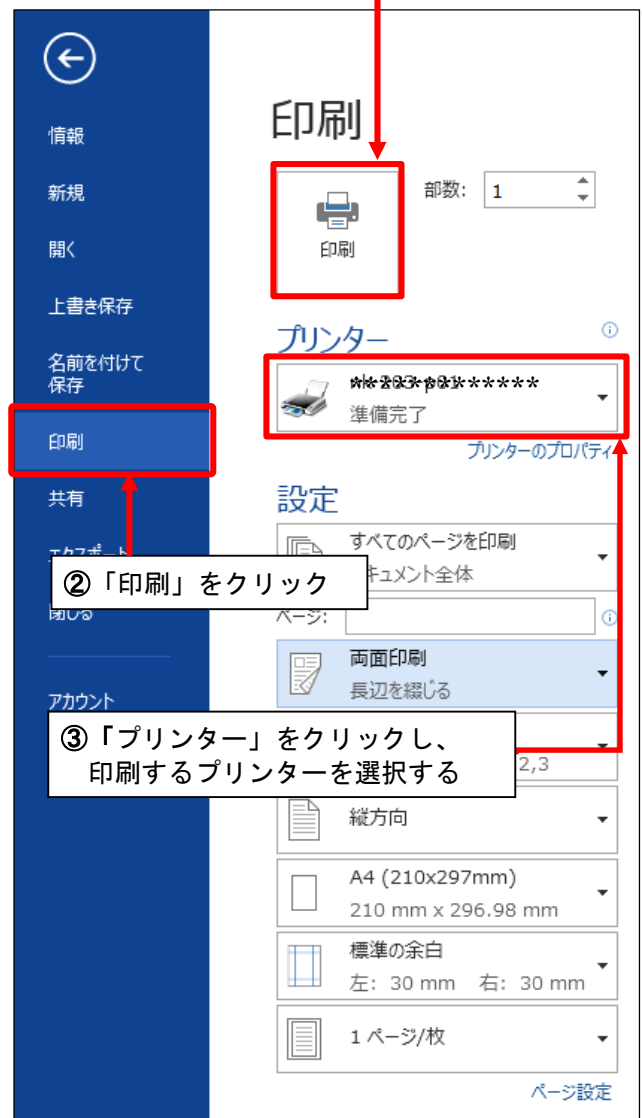 情報
新規
開く
上書き保存
名前を付けて
保存
印刷
共有
閉じる
アカウント
印刷
印刷
部数: 1
プリンター
準備完了
プリンターのプロパティ
設定
すべてのページを印刷
キュメント全体
②「印刷」をクリック
ページ:
両面印刷
長辺を綴じる
③「プリンター」をクリックし、
印刷するプリンターを選択する
2,3
縦方向
A4 (210x297mm)
210 mm x 296.98 mm
標準の余白
左: 30 mm 右: 30 mm
1 ページ/枚
ページ設定